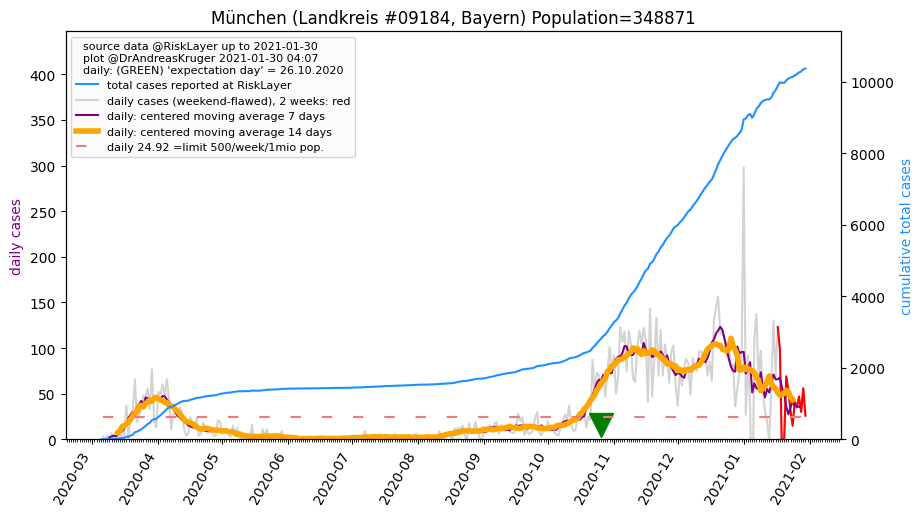 München (Landkreis #09184, Bayern) Population=348871
source data @RiskLayer up to 2021-01-30
plot @DrAndreasKruger 2021-01-30 04:07
daily: (GREEN) 'expectation day' = 26.10.2020
total cases reported at RiskLayer
daily cases (weekend-flawed), 2 weeks: red
daily: centered moving average 7 days
daily: centered moving average 14 days
daily 24.92 =limit 500/week/1mio pop.
daily cases
400
350
300
250
200
150
100
50
0
cumulative total cases
10000
8000
6000
4000
2000
0
2020-03
2020-04
2020-05
2020-06
2020-07
2020-08
2020-09
2020-10
2020-11
2020-12
2021-01
2021-02